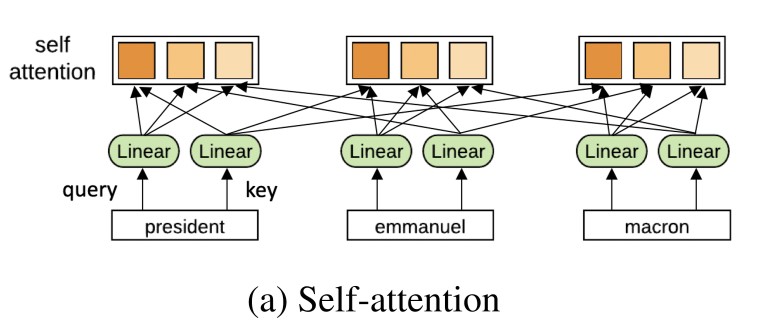 self
attention
Linear Linear Linear Linear Linear Linear
query key
president emmanuel macron
(a) Self-attention